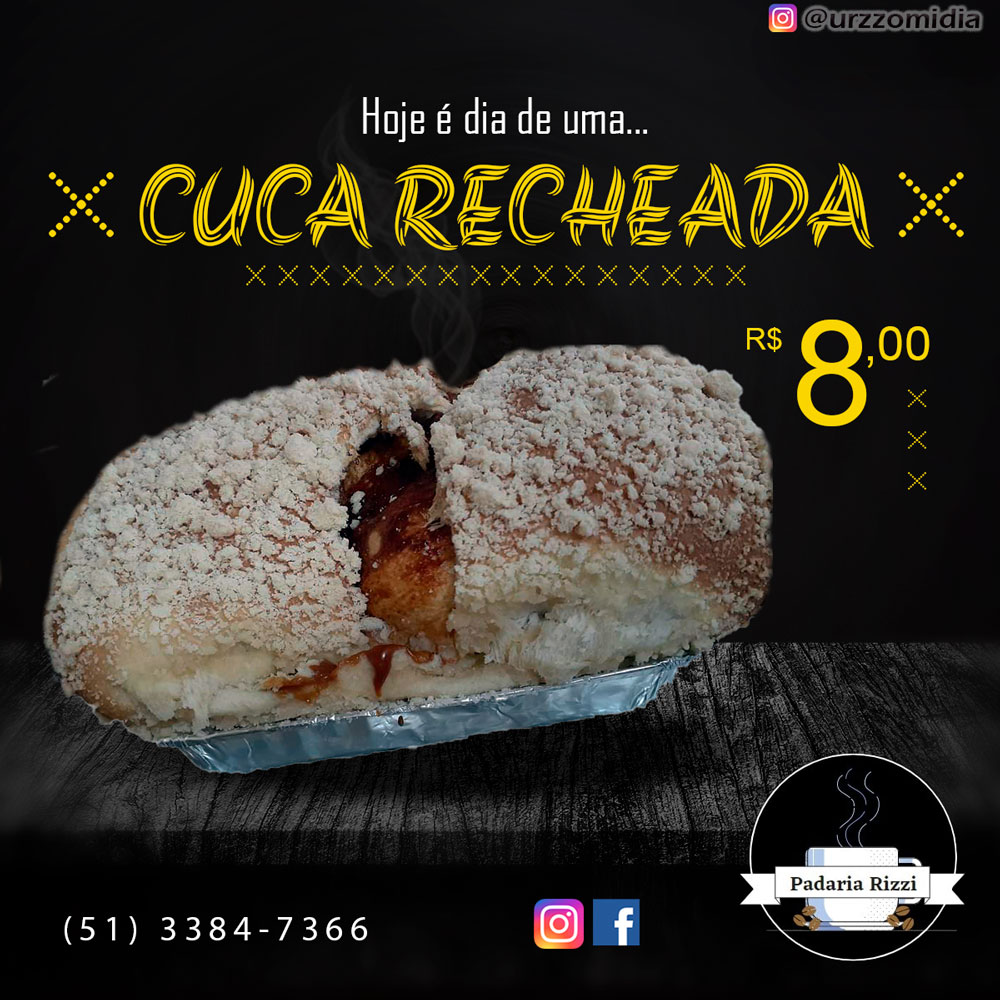 @urzzomidia
Hoje é dia de uma...
CUCA RECHEADA
R$ 8,00
Padaria Rizzi
(51) 3384-7366